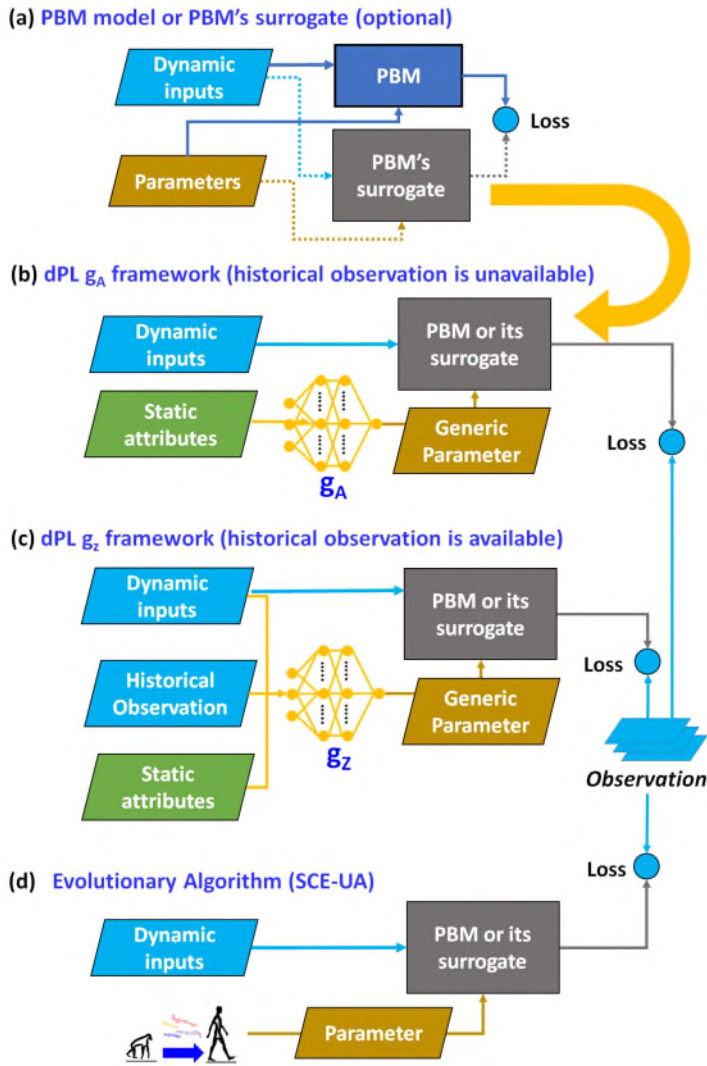 (a) PBM model or PBM's surrogate (optional)
Dynamic
inputs
PBM
Loss
Parameters
PBM's
surrogate
(b) dPL gA framework (historical observation is unavailable)
Dynamic
inputs
PBM or its
surrogate
Static
attributes
gA
Generic
Parameter
Loss
(c) dPL gz framework (historical observation is available)
Dynamic
inputs
PBM or its
surrogate
Historical
Observation
gZ
Generic
Parameter
Loss
Static
attributes
Observation
Loss
(d) Evolutionary Algorithm (SCE-UA)
Dynamic
inputs
PBM or its
surrogate
Parameter